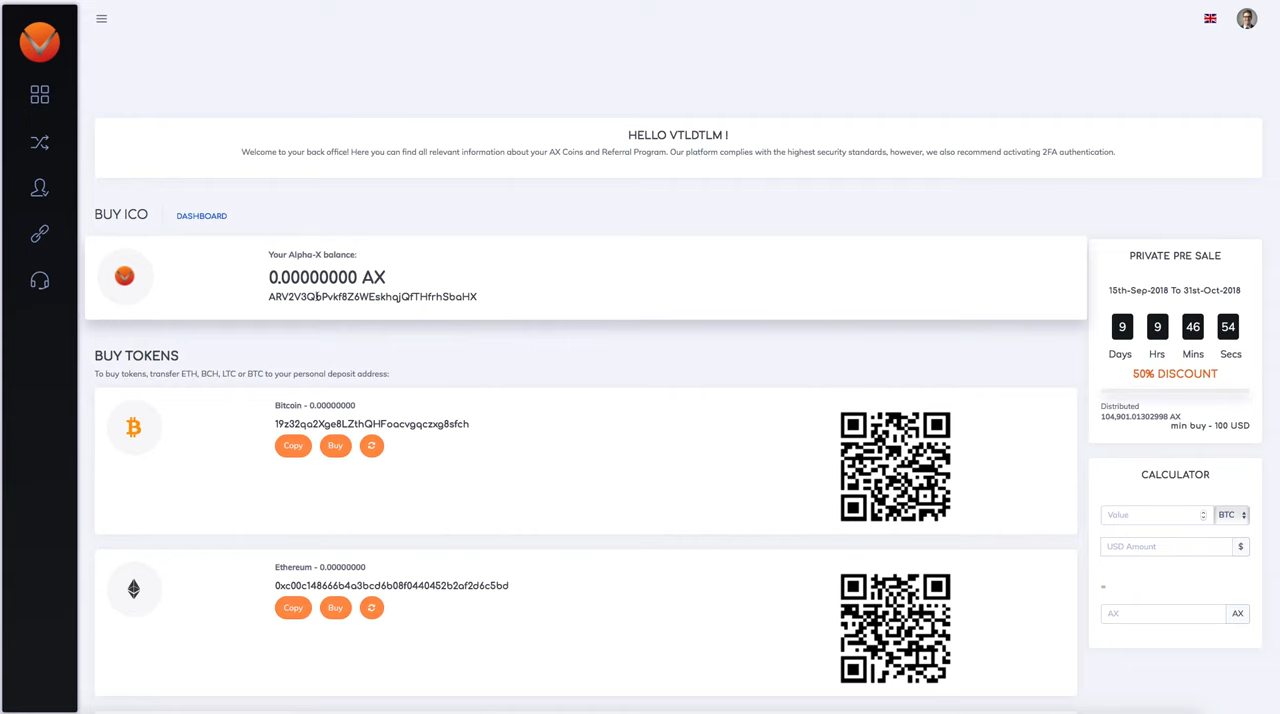 HELLO VTLDTLM !
Welcome to your back office! Here you can find all relevant information about your AX Coins and Referral Program. Our platform complies with the highest security standards, however, we also recommend activating 2FA authentication.
BUY ICO
DASHBOARD
Your Alpha-X balance:
0.00000000 AX
ARV2V3QbPvkf8Z6WEskhqjQfTHfrhSbaHX
PRIVATE PRE SALE
15th-Sep-2018 To 31st-Oct-2018
9 9 46 54
Days Hrs Mins Secs
50% DISCOUNT
Distributed
104,901.01302998 AX
min buy - 100 USD
BUY TOKENS
To buy tokens, transfer ETH, BCH, LTC or BTC to your personal deposit address:
Bitcoin - 0.00000000
19z32qa2Xge8LZthQHFoacvgqczxg8sfch
Copy Buy
CALCULATOR
Value BTC
USD Amount $
=
AX AX
Ethereum - 0.00000000
0xc00c148666b4a3bcd6b08f0440452b2af2d6c5bd
Copy Buy